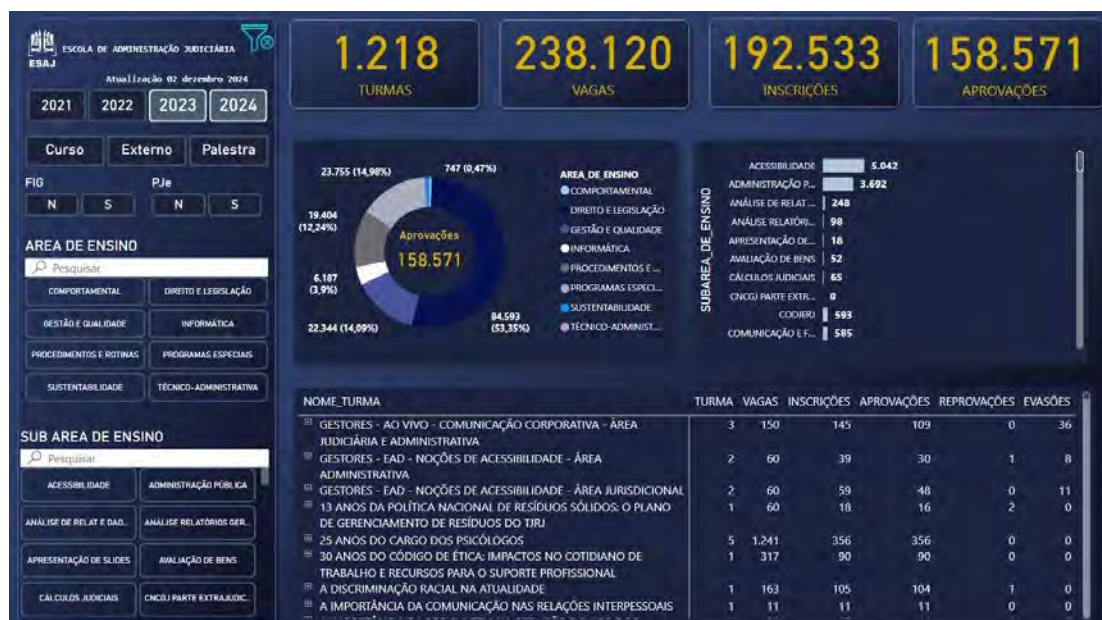 ESCOLA DE ADMINISTRAÇÃO JUDICIÁRIA
ESAJ
Atualização 02 dezembro 2024
2021 2022 2023 2024
Curso Externo Palestra
FIG PJe
N S N S
AREA DE ENSINO
Pesquisar
COMPORTAMENTAL DIREITO E LEGISLAÇÃO
GESTÃO E QUALIDADE INFORMÁTICA
PROCEDIMENTOS E ROTINAS PROGRAMAS ESPECIAIS
SUSTENTABILIDADE TÉCNICO-ADMINISTRATIVA
SUB AREA DE ENSINO
Pesquisar
ACESSIBILIDADE ADMINISTRAÇÃO PÚBLICA
ANÁLISE DE RELAT E DAD... ANÁLISE RELATÓRIOS GER...
APRESENTAÇÃO DE SLIDES AVALIAÇÃO DE BENS
CÁLCULOS JUDICIAIS CNCGJ PARTE EXTRAJUDIC...
1.218 238.120 192.533 158.571
TURMAS VAGAS INSCRIÇÕES APROVAÇÕES
23.755 (14,98%) 747 (0,47%)
19.404
(12,24%)
Aprovações
158.571
6.187
(3,9%)
22.344 (14,09%)
84.593
(53,35%)
AREA_DE_ENSINO
COMPORTAMENTAL
DIREITO E LEGISLAÇÃO
GESTÃO E QUALIDADE
INFORMÁTICA
PROCEDIMENTOS E ...
PROGRAMAS ESPECI...
SUSTENTABILIDADE
TÉCNICO-ADMINIST...
SUBAREA_DE_ENSINO
ACESSIBILIDADE 5.042
ADMINISTRAÇÃO P... 3.692
ANÁLISE DE RELAT ... 248
ANÁLISE RELATÓRI... 98
APRESENTAÇÃO DE... 18
AVALIAÇÃO DE BENS 52
CÁLCULOS JUDICIAIS 65
CNCGJ PARTE EXTR... 0
CODJERJ 593
COMUNICAÇÃO E F... 585
NOME_TURMA TURMA VAGAS INSCRIÇÕES APROVAÇÕES REPROVAÇÕES EVASÕES
GESTORES - AO VIVO - COMUNICAÇÃO CORPORATIVA - ÁREA 3 150 145 109 0 36
JUDICIÁRIA E ADMINISTRATIVA
GESTORES - EAD - NOÇÕES DE ACESSIBILIDADE - ÁREA 2 60 39 30 1 8
ADMINISTRATIVA
GESTORES - EAD - NOÇÕES DE ACESSIBILIDADE - ÁREA JURISDICIONAL 2 60 59 48 0 11
13 ANOS DA POLÍTICA NACIONAL DE RESÍDUOS SÓLIDOS: O PLANO 1 60 18 16 2 0
DE GERENCIAMENTO DE RESÍDUOS DO TJRJ
25 ANOS DO CARGO DOS PSICÓLOGOS 5 1.241 356 356 0 0
30 ANOS DO CÓDIGO DE ÉTICA: IMPACTOS NO COTIDIANO DE 1 317 90 90 0 0
TRABALHO E RECURSOS PARA O SUPORTE PROFISSIONAL
A DISCRIMINAÇÃO RACIAL NA ATUALIDADE 1 163 105 104 1 0
A IMPORTÂNCIA DA COMUNICAÇÃO NAS RELAÇÕES INTERPESSOAIS 1 11 11 11 0 0